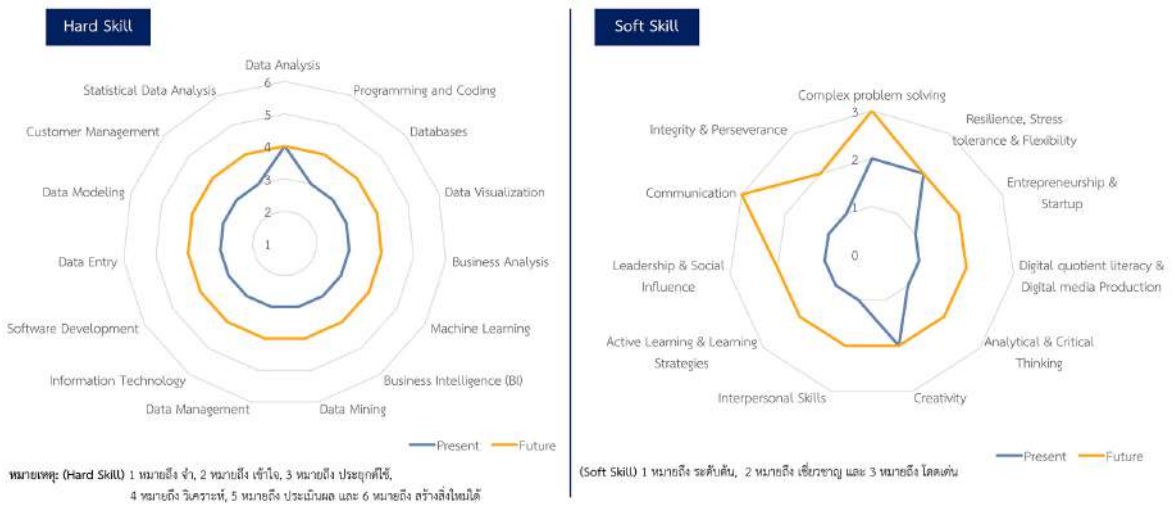 Hard Skill
Data Analysis
Programming and Coding
Databases
Data Visualization
Business Analysis
Machine Learning
Business Intelligence (BI)
Data Mining
Data Management
Information Technology
Software Development
Data Entry
Data Modeling
Customer Management
Statistical Data Analysis
6
5
4
3
2
1
Present
Future
หมายเหตุ: (Hard Skill) 1 หมายถึง จำ, 2 หมายถึง เข้าใจ, 3 หมายถึง ประยุกต์ใช้,
4 หมายถึง วิเคราะห์, 5 หมายถึง ประเมินผล และ 6 หมายถึง สร้างสิ่งใหม่ได้
Soft Skill
Complex problem solving
Resilience, Stress
tolerance & Flexibility
Entrepreneurship &
Startup
Digital quotient literacy &
Digital media Production
Analytical & Critical
Thinking
Creativity
Interpersonal Skills
Active Learning & Learning
Strategies
Leadership & Social
Influence
Communication
Integrity & Perseverance
3
2
1
0
Present
Future
(Soft Skill) 1 หมายถึง ระดับต้น, 2 หมายถึง เชี่ยวชาญ และ 3 หมายถึง โดดเด่น